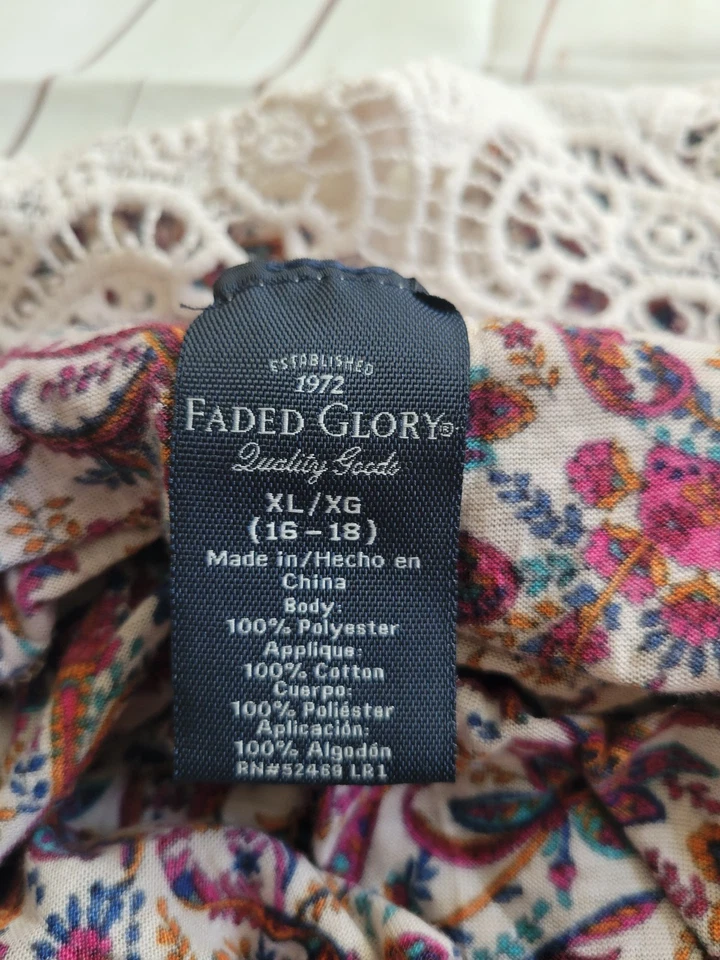 ESTABLISHED
1972
FADED GLORY®
Quality Goods
XL/XG
(16-18)
Made in/Hecho en
China
Body:
100% Polyester
Applique:
100% Cotton
Cuerpo:
100% Poliéster
Aplicación:
100% Algodón
RN#52469 LR1